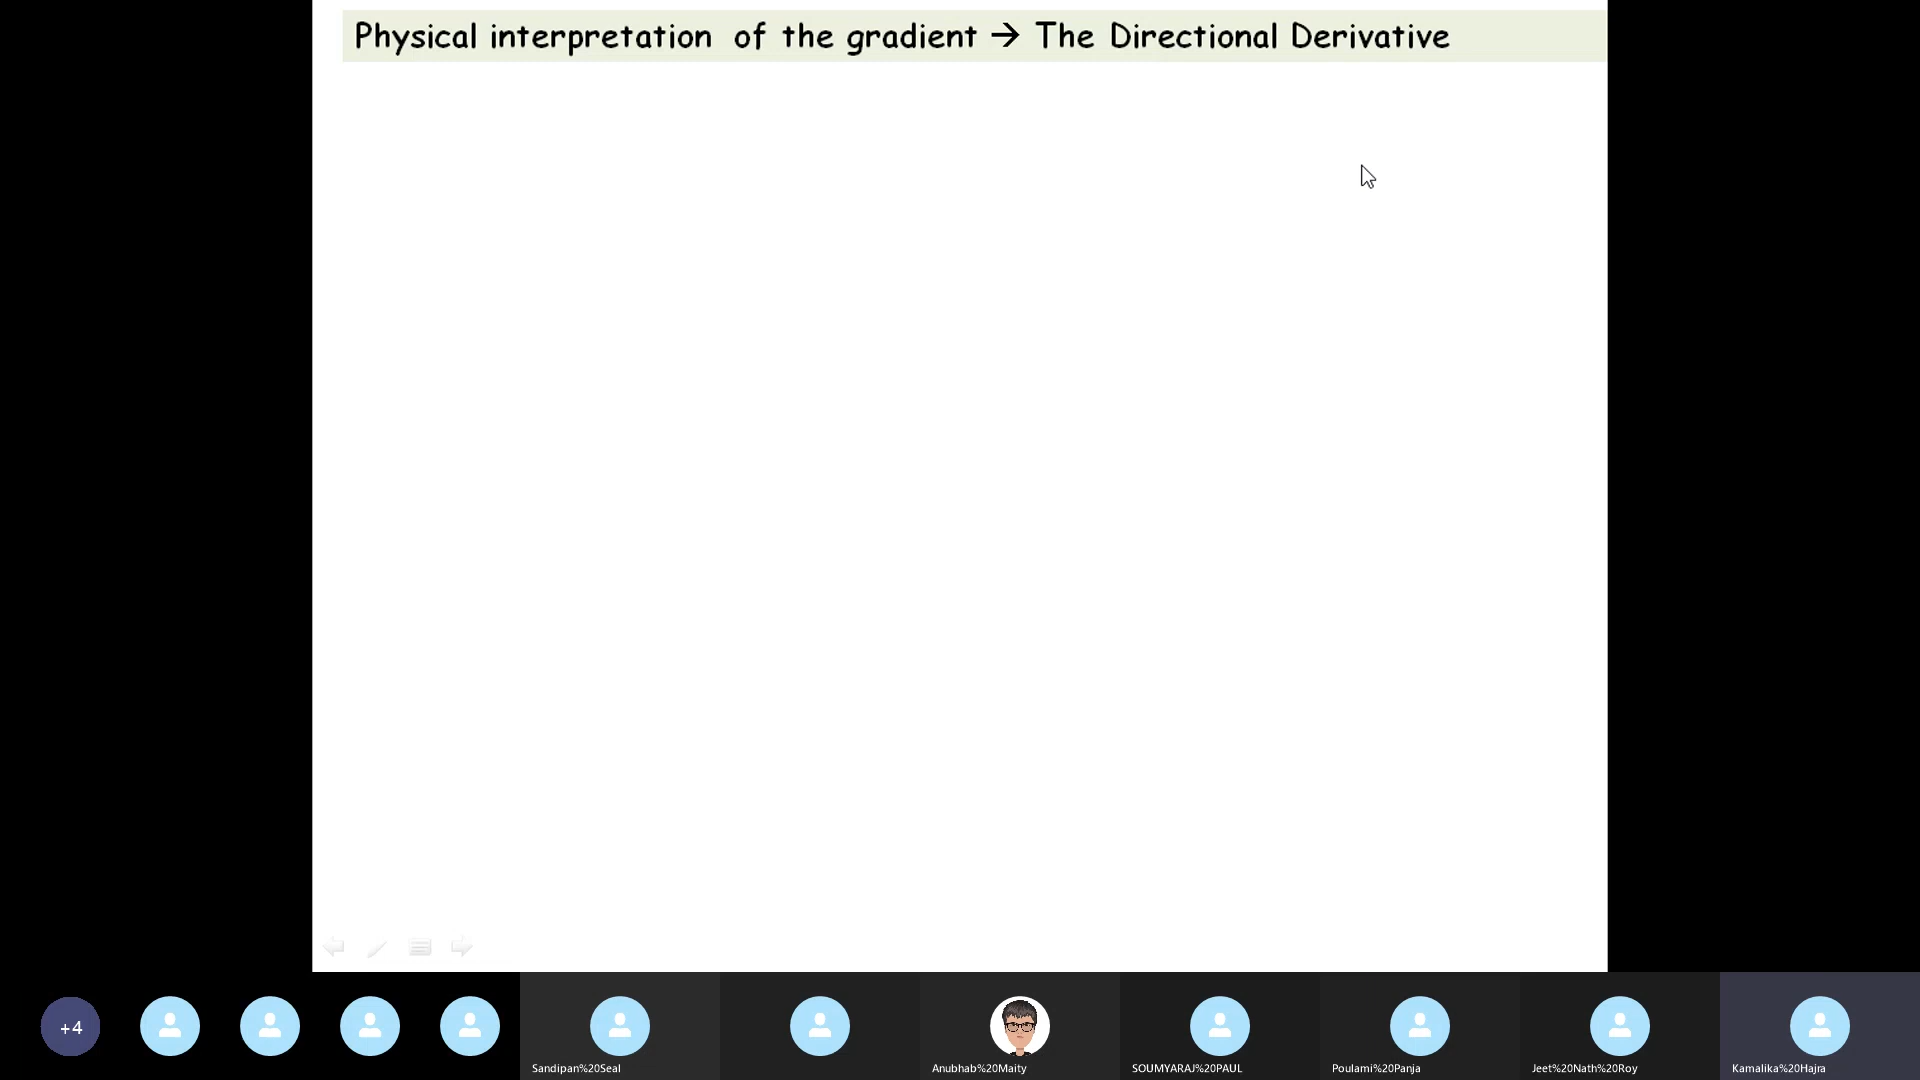 Physical interpretation of the gradient → The Directional Derivative
+4
Sandipan%20Seal
Anubhab%20Maity
SOUMYARAJ%20PAUL
Poulami%20Panja
Jeet%20Nath%20Roy
Kamalika%20Hajra